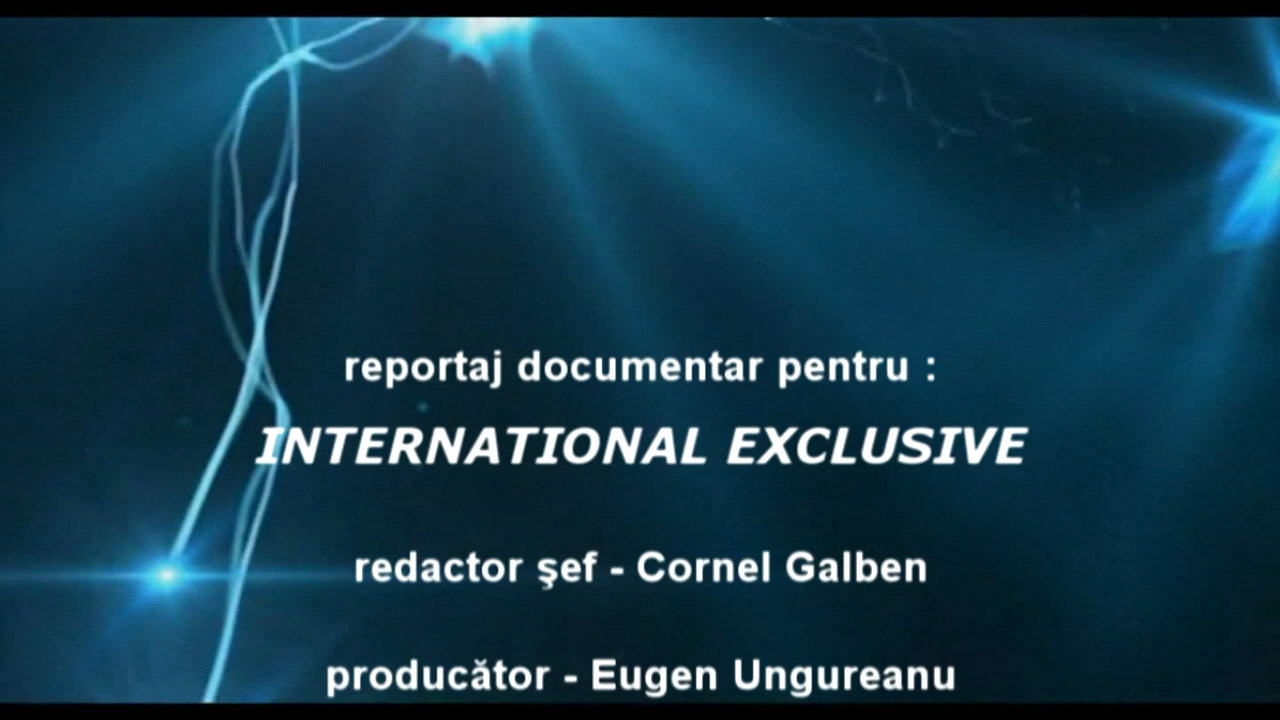 reportaj documentar pentru :
INTERNATIONAL EXCLUSIVE
redactor şef - Cornel Galben
producător - Eugen Ungureanu